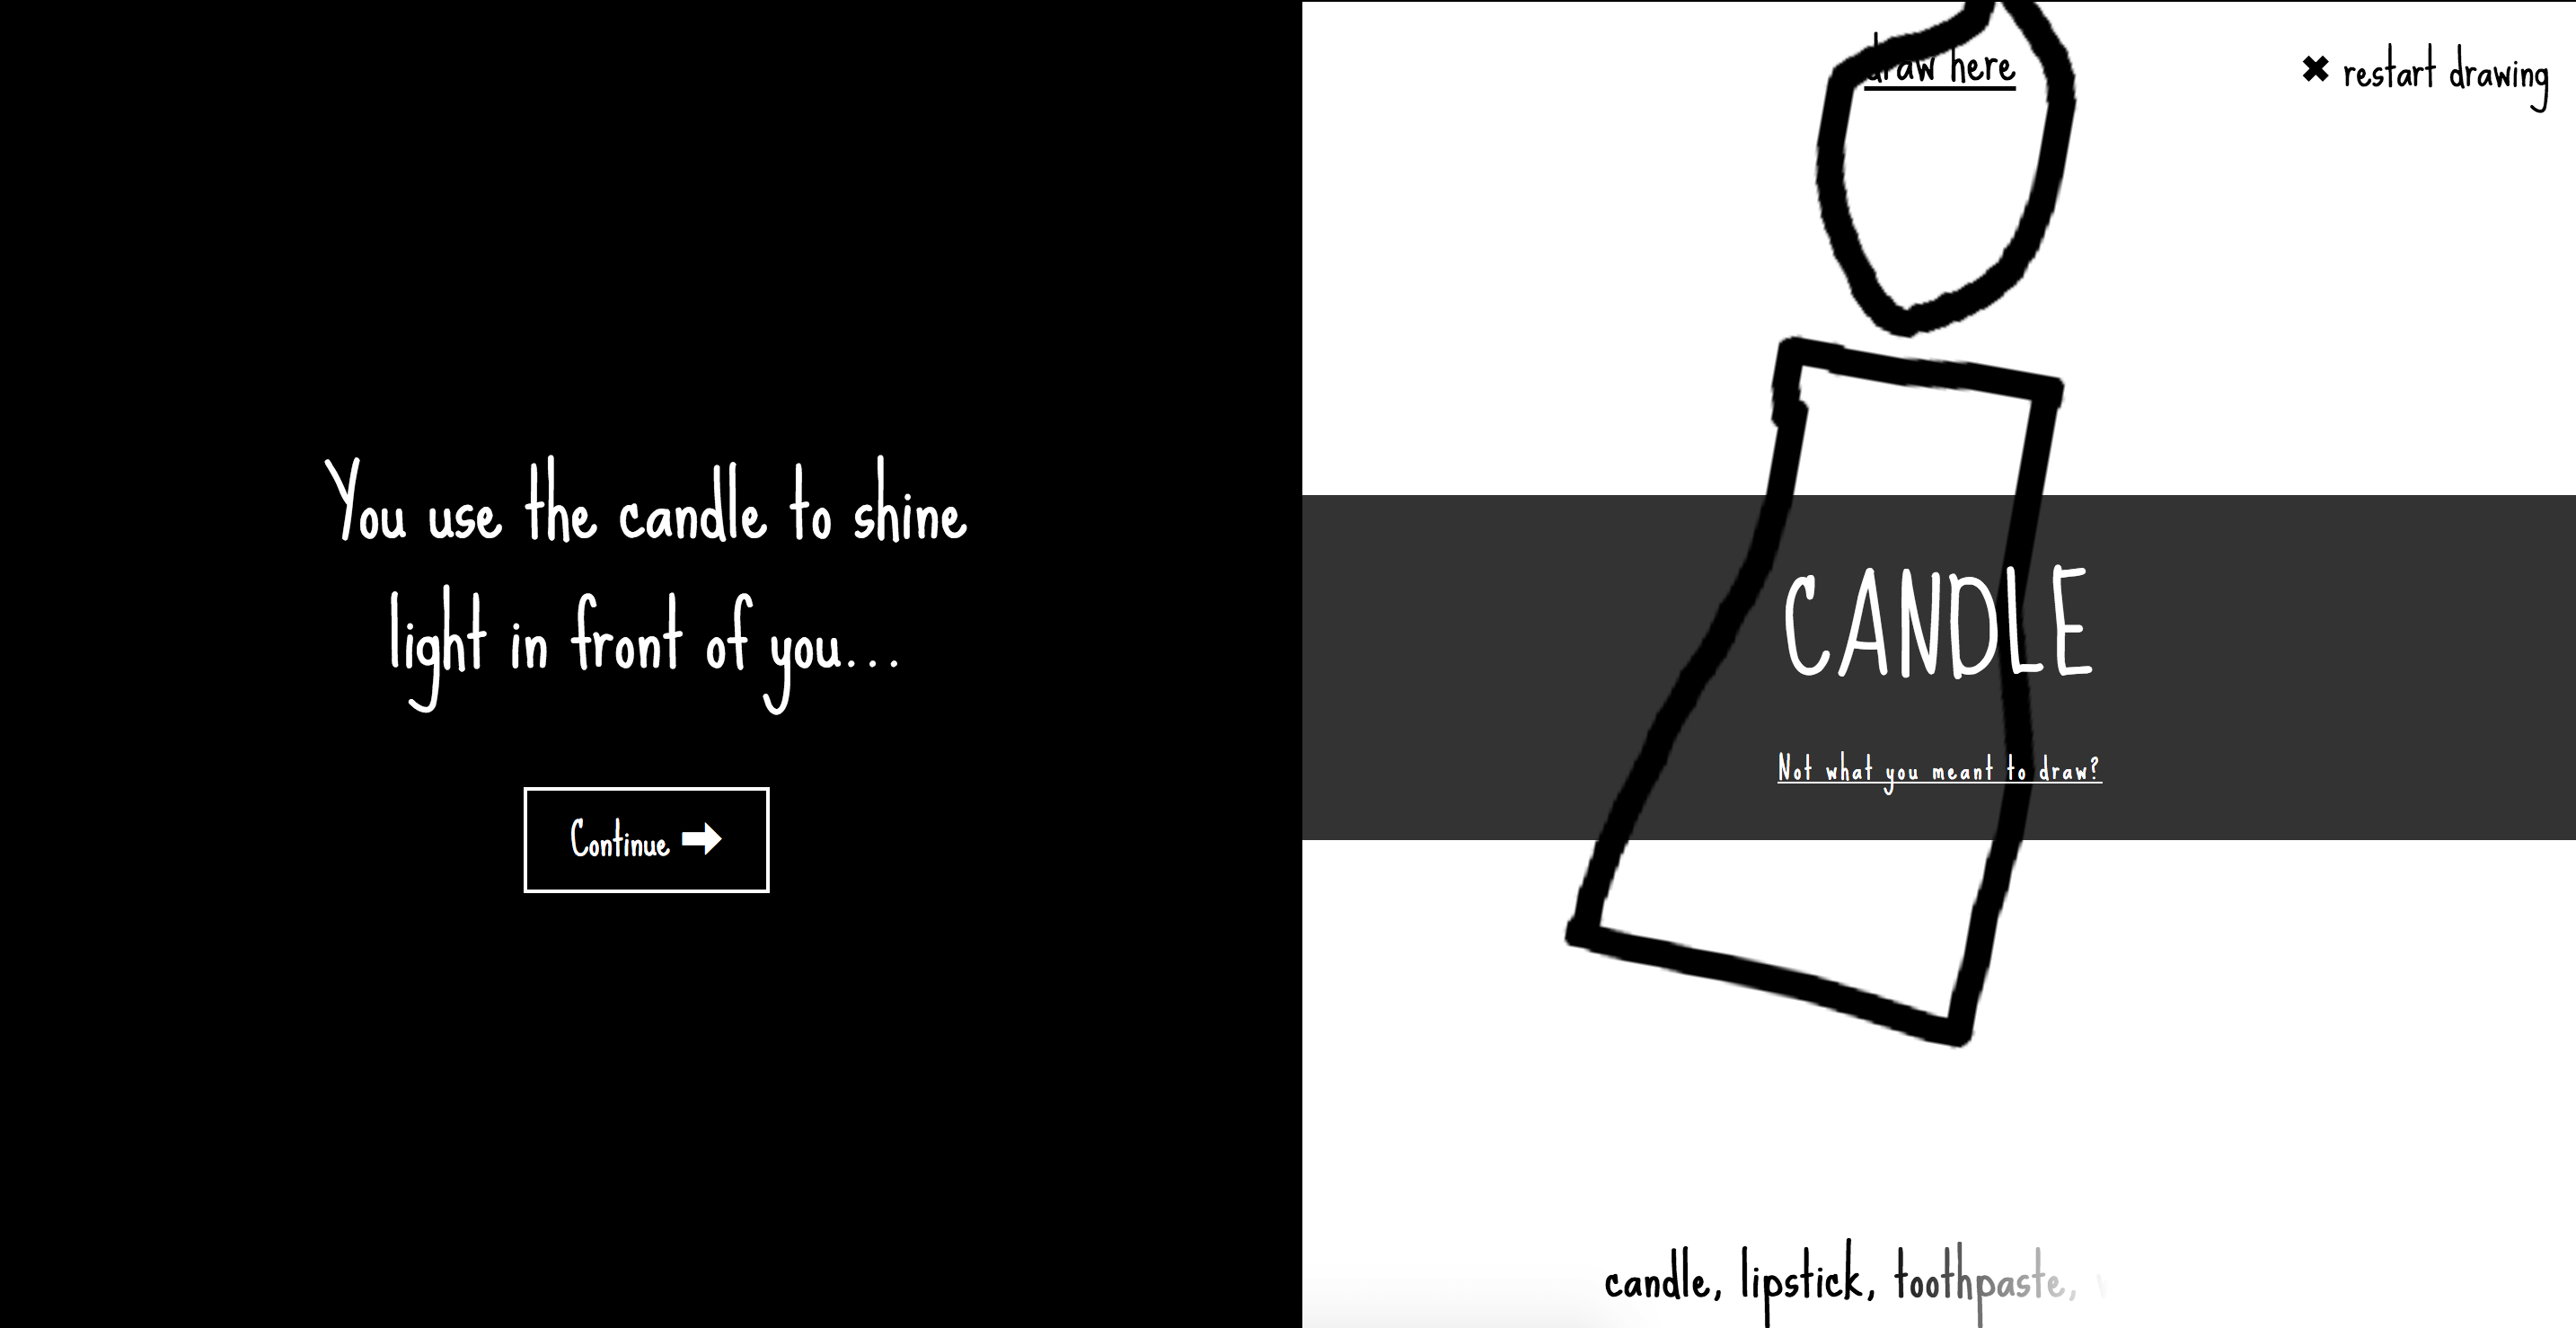 You use the candle to shine
light in front of you...
Continue
draw here
restart drawing
CANDLE
Not what you meant to draw?
candle, lipstick, toothpaste,